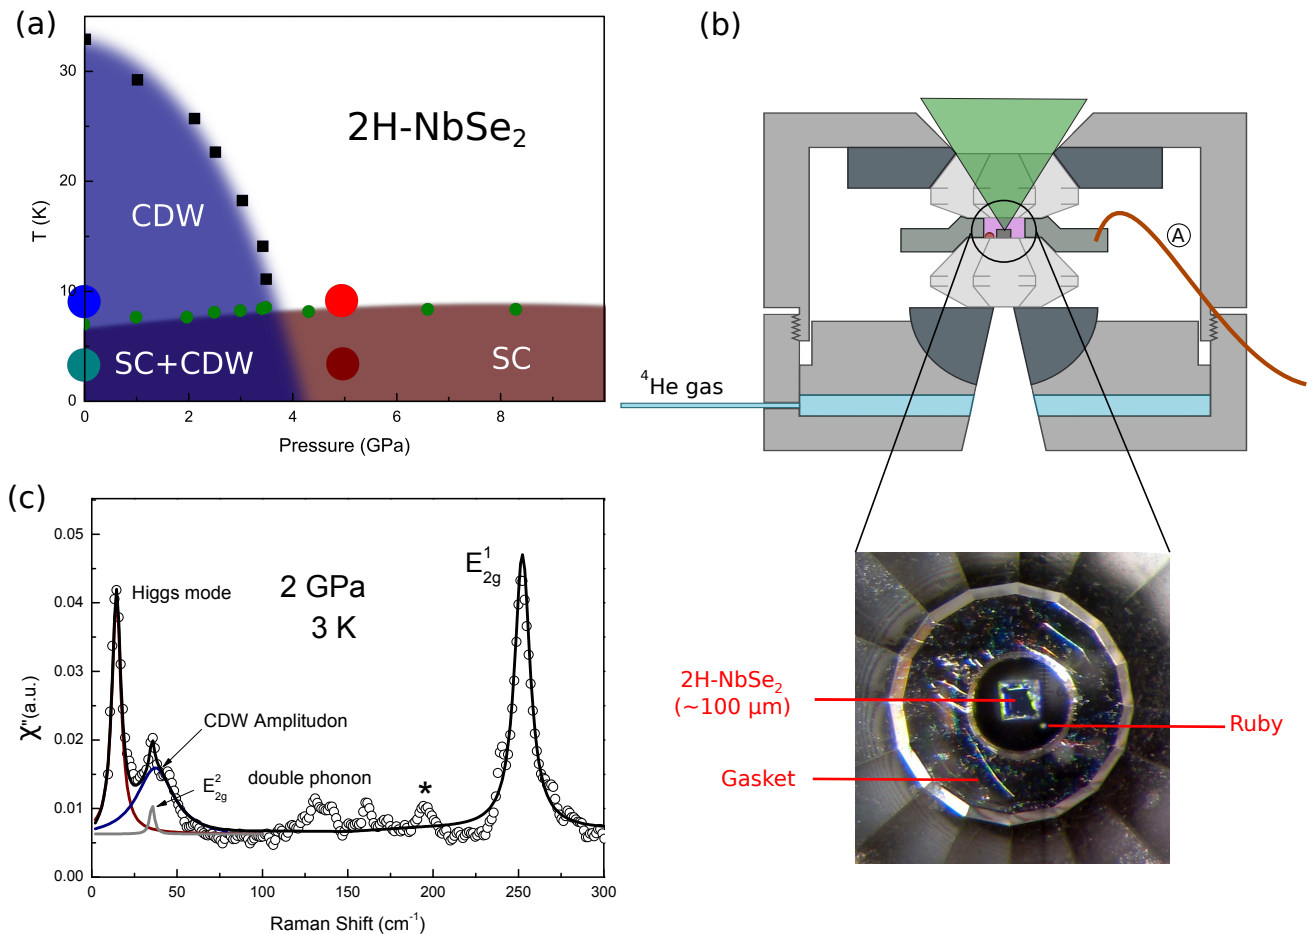 (a)
30
20
10
0
T (K)
2H-NbSe₂
CDW
SC+CDW
SC
0
2
4
6
8
Pressure (GPa)
(b)
A
⁴He gas
2H-NbSe₂
(~100 μm)
Ruby
Gasket
(c)
0.05
0.04
0.03
0.02
0.01
0.00
χ''(a.u.)
Higgs mode
2 GPa
3 K
E¹₂g
CDW Amplitudon
E²₂g
double phonon
*
0
50
100
150
200
250
300
Raman Shift (cm⁻¹)